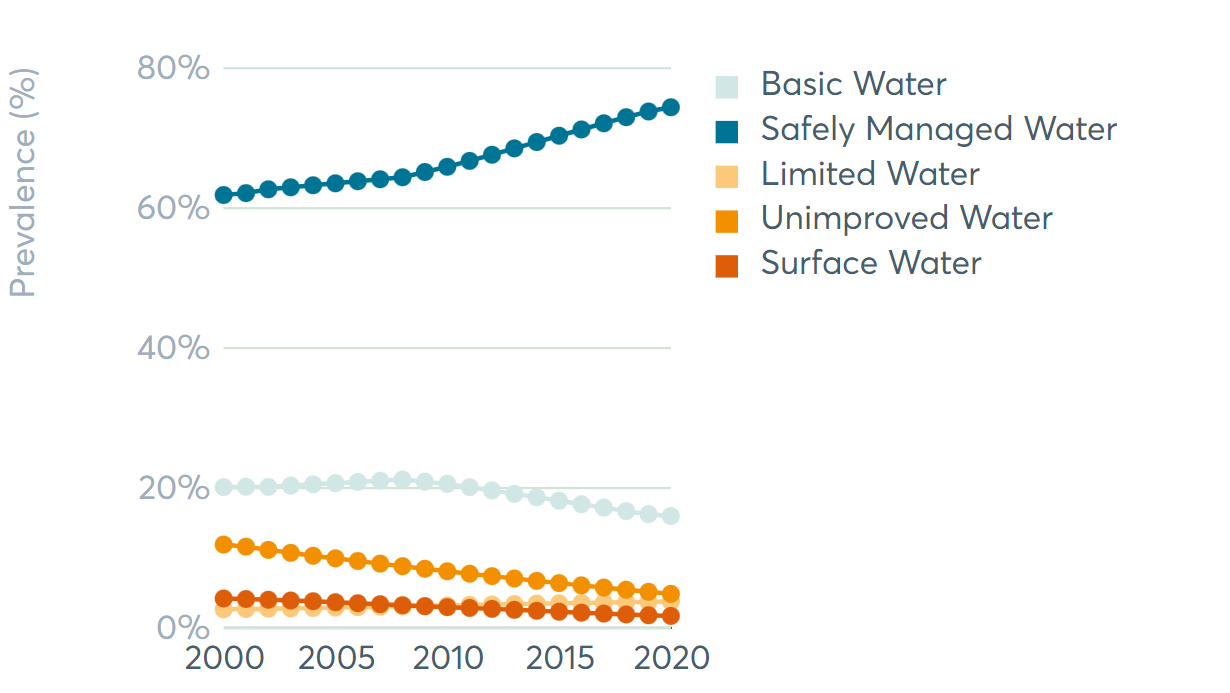 Prevalence (%)
80%
60%
40%
20%
0%
2000 2005 2010 2015 2020
Basic Water
Safely Managed Water
Limited Water
Unimproved Water
Surface Water